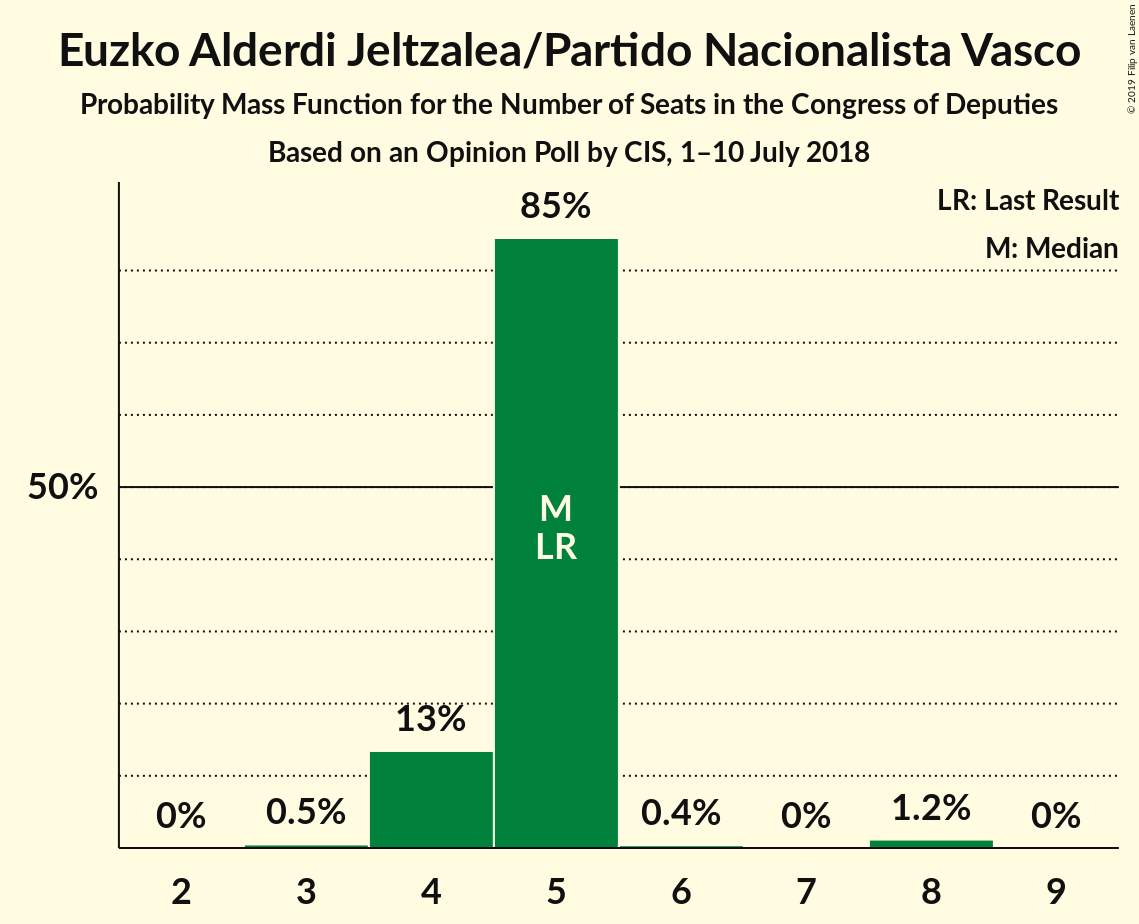 Euzko Alderdi Jeltzalea/Partido Nacionalista Vasco
Probability Mass Function for the Number of Seats in the Congress of Deputies
Based on an Opinion Poll by CIS, 1–10 July 2018
© 2019 Filip van Laenen
LR: Last Result
M: Median
85%
50%
M
LR
13%
0%
0.5%
0.4%
0%
1.2%
0%
2 3 4 5 6 7 8 9